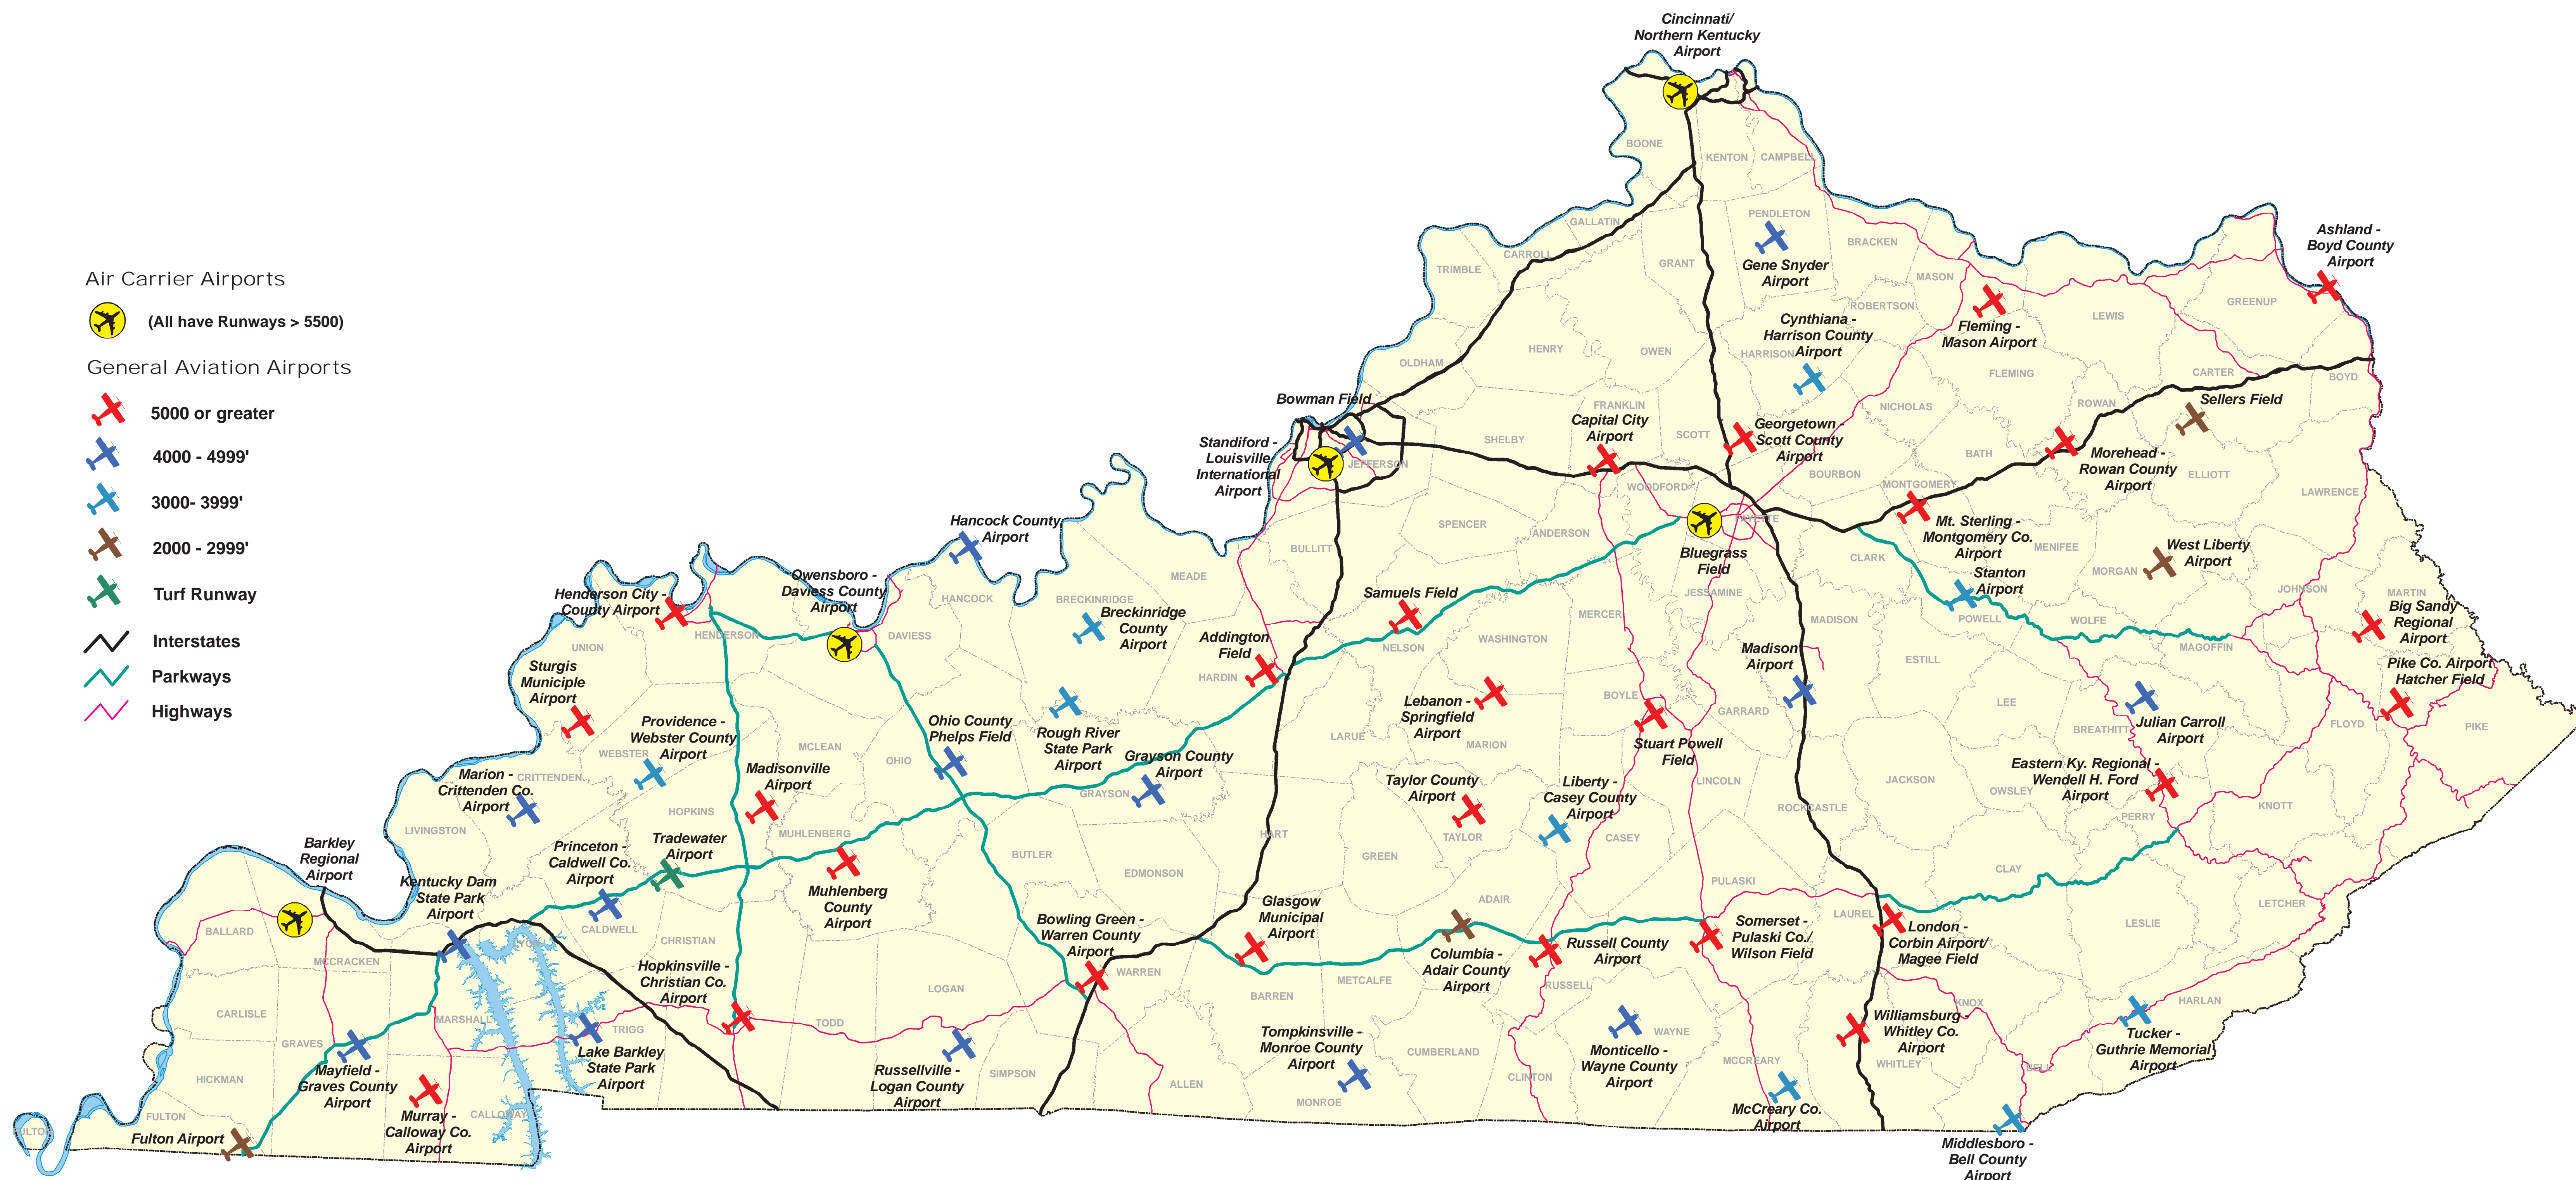 Cincinnati/
Northern Kentucky
Airport
BOONE
KENTON
CAMPBELL
GALLATIN
PENDLETON
Gene Snyder
Airport
BRACKEN
CARROLL
TRIMBLE
GRANT
MASON
ROBERTSON
Ashland -
Boyd County
Airport
GREENUP
LEWIS
Fleming -
Mason Airport
Cynthiana -
Harrison County
Airport
HARRISON
OLDHAM
HENRY
OWEN
FLEMING
CARTER
BOYD
Air Carrier Airports
(All have Runways > 5500)
General Aviation Airports
5000 or greater
4000 - 4999'
3000- 3999'
2000 - 2999'
Turf Runway
Interstates
Parkways
Highways
Bowman Field
Standiford -
Louisville
International
Airport
JEFFERSON
SHELBY
FRANKLIN
Capital City
Airport
SCOTT
Georgetown -
Scott County
Airport
NICHOLAS
ROWAN
Sellers Field
BATH
Morehead -
Rowan County
Airport
ELLIOTT
LAWRENCE
WOODFORD
BOURBON
MONTGOMERY
Mt. Sterling -
Montgomery Co.
Airport
FAYETTE
Bluegrass
Field
SPENCER
ANDERSON
BULLITT
JESSAMINE
CLARK
MENIFEE
MORGAN
West Liberty
Airport
Stanton
Airport
POWELL
WOLFE
JOHNSON
MARTIN
MAGOFFIN
Big Sandy
Regional
Airport
Hancock County
Airport
MEADE
HANCOCK
BRECKINRIDGE
Breckinridge
County
Airport
Owensboro -
Daviess County
Airport
DAVIESS
Henderson City -
County Airport
HENDERSON
UNION
Samuels Field
NELSON
WASHINGTON
MERCER
MADISON
Addington
Field
HARDIN
Madison
Airport
ESTILL
Sturgis
Municiple
Airport
WEBSTER
Providence -
Webster County
Airport
MCLEAN
OHIO
Ohio County
Phelps Field
Rough River
State Park
Airport
Grayson County
Airport
GRAYSON
LARUE
Lebanon -
Springfield
Airport
MARION
BOYLE
Stuart Powell
Field
GARRARD
LEE
Julian Carroll
Airport
BREATHITT
FLOYD
Pike Co. Airport
Hatcher Field
PIKE
Marion -
Crittenden Co.
Airport
CRITTENDEN
LIVINGSTON
HOPKINS
Madisonville
Airport
MUHLENBERG
Taylor County
Airport
TAYLOR
Liberty -
Casey County
Airport
CASEY
LINCOLN
ROCKCASTLE
JACKSON
OWSLEY
Eastern Ky. Regional -
Wendell H. Ford
Airport
PERRY
KNOTT
Barkley
Regional
Airport
Kentucky Dam
State Park
Airport
Princeton -
Caldwell Co.
Airport
CALDWELL
Tradewater
Airport
Muhlenberg
County
Airport
BUTLER
EDMONSON
HART
GREEN
ADAIR
PULASKI
LAUREL
CLAY
LESLIE
LETCHER
BALLARD
MCCRACKEN
LYON
CHRISTIAN
Hopkinsville -
Christian Co.
Airport
Bowling Green -
Warren County
Airport
WARREN
Glasgow
Municipal
Airport
BARREN
METCALFE
Columbia -
Adair County
Airport
Russell County
Airport
RUSSELL
Somerset -
Pulaski Co./
Wilson Field
London -
Corbin Airport/
Magee Field
CARLISLE
GRAVES
MARSHALL
TRIGG
Lake Barkley
State Park
Airport
TODD
LOGAN
Russellville -
Logan County
Airport
SIMPSON
ALLEN
Tompkinsville -
Monroe County
Airport
MONROE
CUMBERLAND
CLINTON
WAYNE
Monticello -
Wayne County
Airport
MCCREARY
McCreary Co.
Airport
Williamsburg -
Whitley Co.
Airport
WHITLEY
KNOX
BELL
HARLAN
Tucker -
Guthrie Memorial
Airport
HICKMAN
Mayfield -
Graves County
Airport
FULTON
FULTON
Fulton Airport
Murray -
Calloway Co.
Airport
CALLOWAY
Middlesboro -
Bell County
Airport